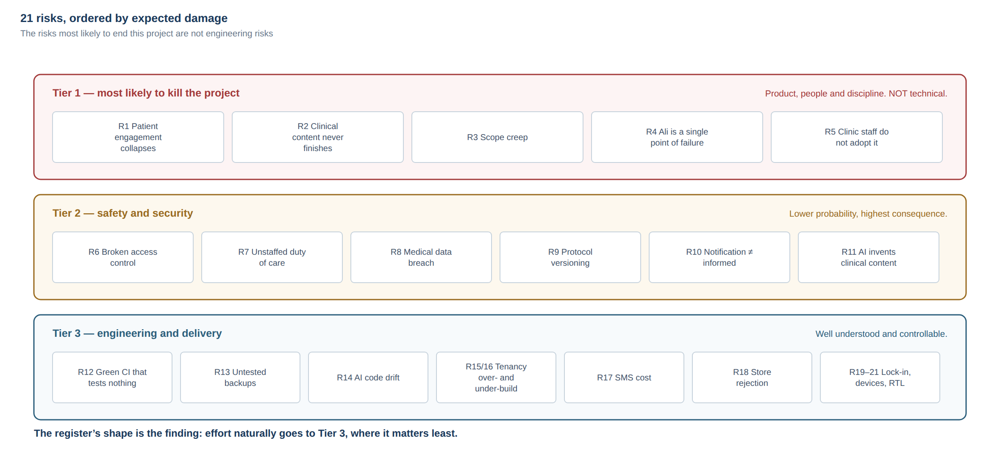 21 risks, ordered by expected damage
The risks most likely to end this project are not engineering risks
Tier 1 — most likely to kill the project
Product, people and discipline. NOT technical.
R1 Patient
engagement
collapses
R2 Clinical
content never
finishes
R3 Scope creep
R4 Ali is a single
point of failure
R5 Clinic staff do
not adopt it
Tier 2 — safety and security
Lower probability, highest consequence.
R6 Broken access
control
R7 Unstaffed duty
of care
R8 Medical data
breach
R9 Protocol
versioning
R10 Notification ≠
informed
R11 AI invents
clinical content
Tier 3 — engineering and delivery
Well understood and controllable.
R12 Green CI that
tests nothing
R13 Untested
backups
R14 AI code drift
R15/16 Tenancy
over- and
under-build
R17 SMS cost
R18 Store
rejection
R19–21 Lock-in,
devices, RTL
The register’s shape is the finding: effort naturally goes to Tier 3, where it matters least.